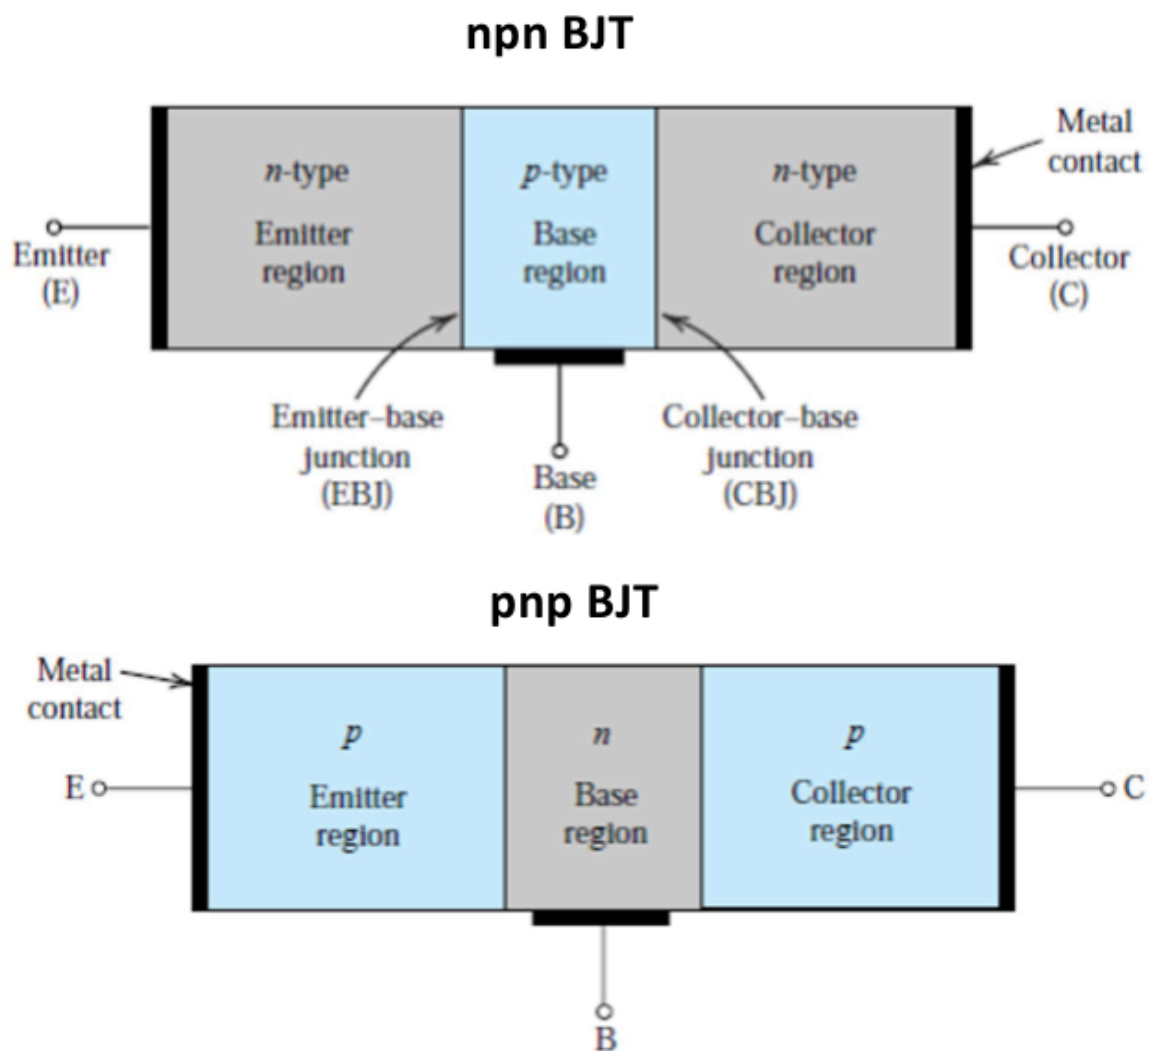 npn BJT
n-type
Emitter
region
p-type
Base
region
n-type
Collector
region
Metal
contact
Emitter
(E)
Collector
(C)
Emitter–base
junction
(EBJ)
Base
(B)
Collector–base
junction
(CBJ)
pnp BJT
Metal
contact
p
Emitter
region
n
Base
region
p
Collector
region
E
C
B